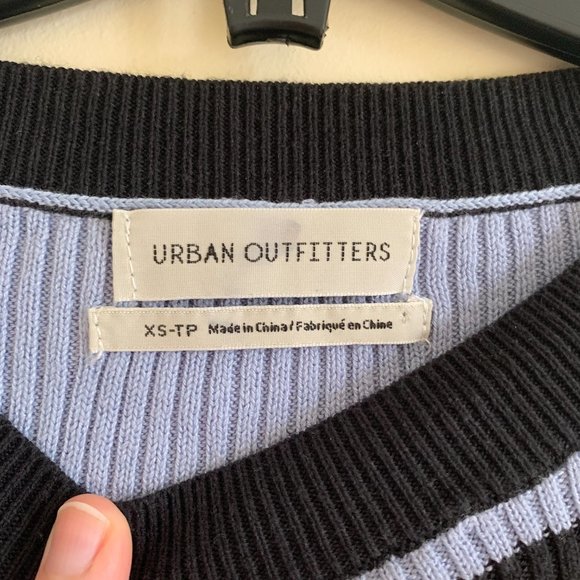 URBAN OUTFITTERS
XS-TP Made in China / Fabriqué en Chine